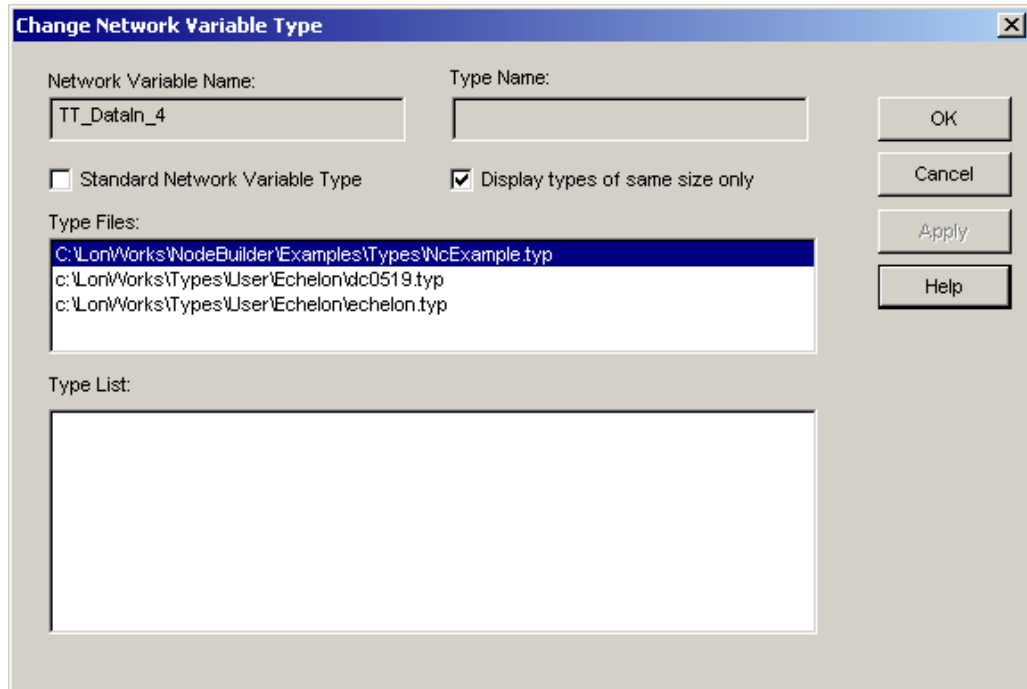 Change Network Variable Type
Network Variable Name:
Type Name:
TT_DataIn_4
OK
Standard Network Variable Type
Display types of same size only
Cancel
Type Files:
Apply
C:\LonWorks\NodeBuilder\Examples\Types\NcExample.typ
c:\LonWorks\Types\User\Echelon\dc0519.typ
c:\LonWorks\Types\User\Echelon\echelon.typ
Help
Type List: